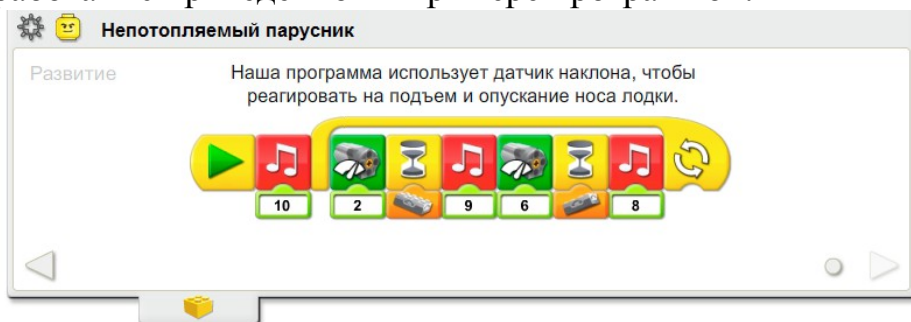 Непотопляемый парусник
Развитие
Наша программа использует датчик наклона, чтобы
реагировать на подъем и опускание носа лодки.
10 2 9 6 8